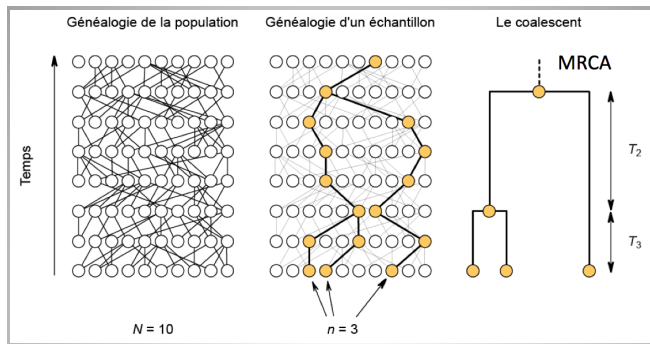 Généalogie de la population
Généalogie d'un échantillon
Le coalescent
MRCA
Temps
T2
T3
N = 10
n = 3